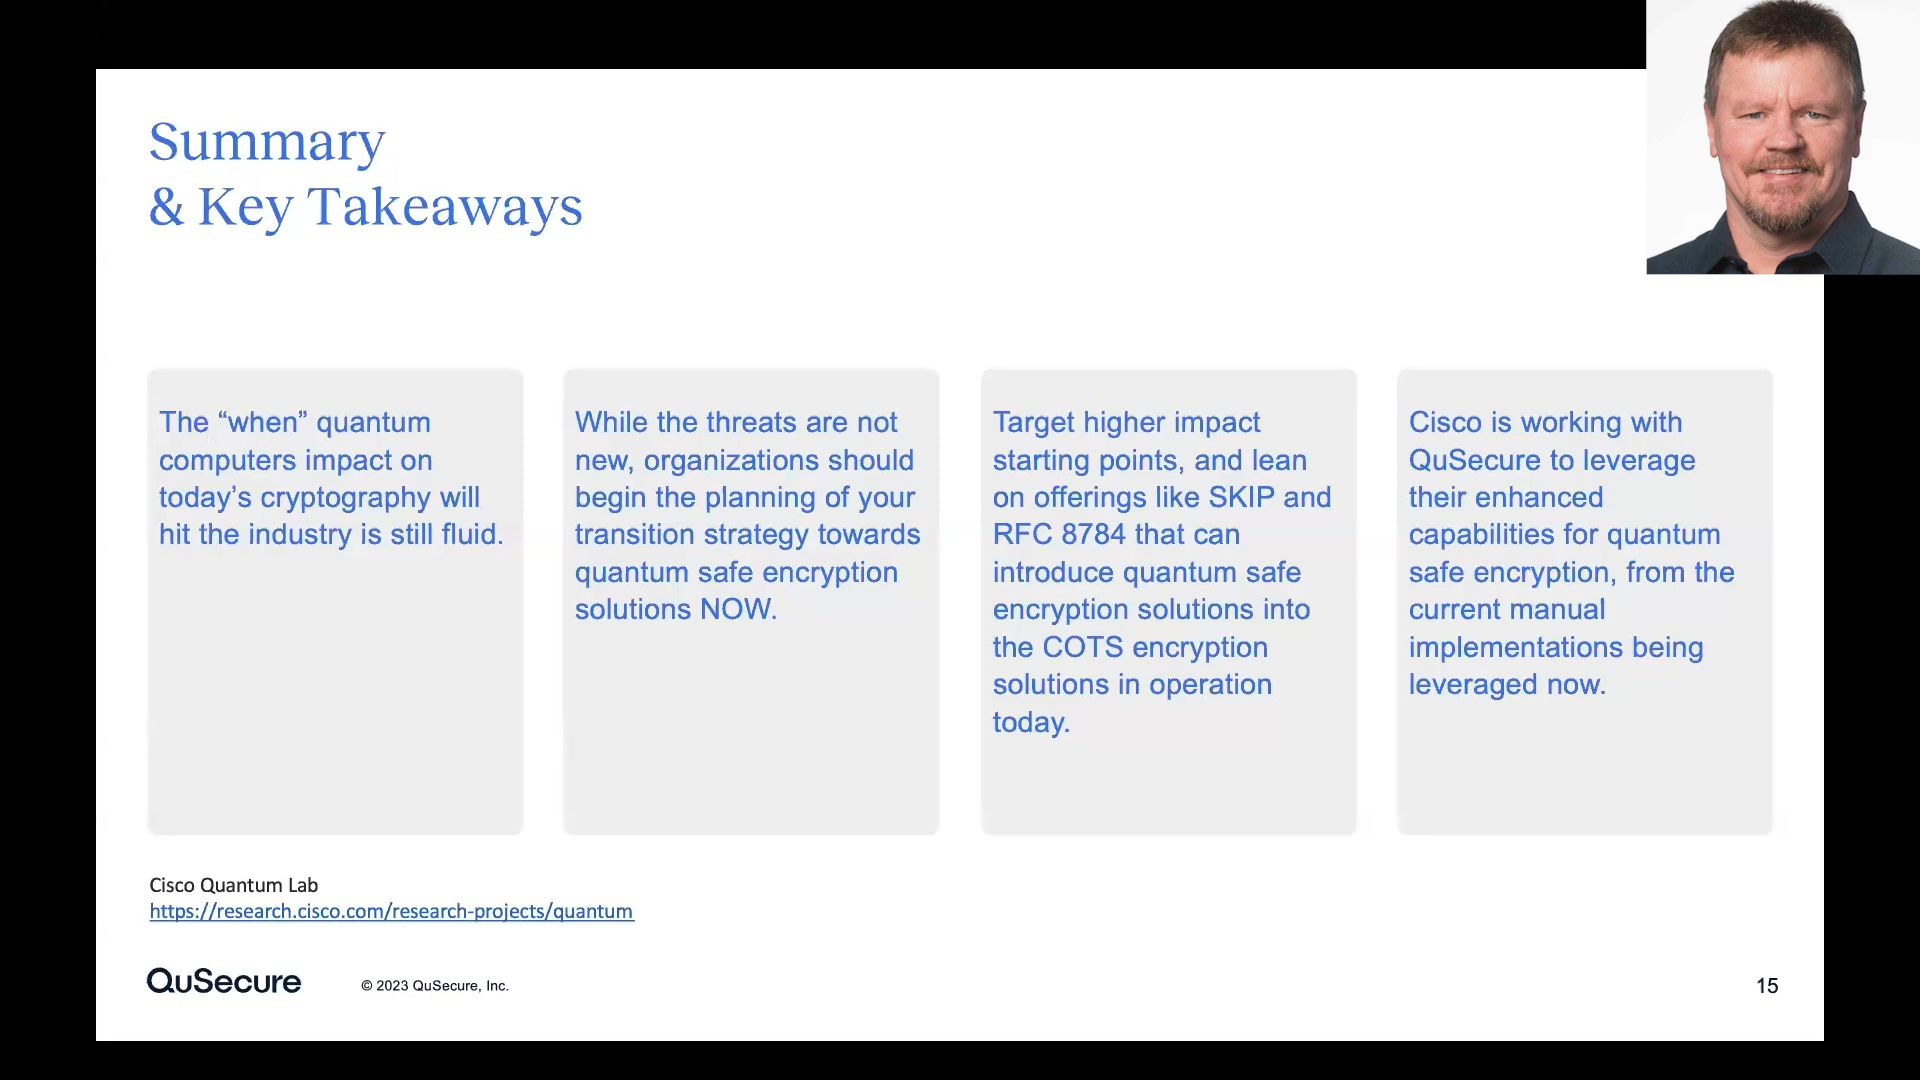 Summary
& Key Takeaways
The “when” quantum
computers impact on
today’s cryptography will
hit the industry is still fluid.
While the threats are not
new, organizations should
begin the planning of your
transition strategy towards
quantum safe encryption
solutions NOW.
Target higher impact
starting points, and lean
on offerings like SKIP and
RFC 8784 that can
introduce quantum safe
encryption solutions into
the COTS encryption
solutions in operation
today.
Cisco is working with
QuSecure to leverage
their enhanced
capabilities for quantum
safe encryption, from the
current manual
implementations being
leveraged now.
Cisco Quantum Lab
https://research.cisco.com/research-projects/quantum
QuSecure
© 2023 QuSecure, Inc.
15